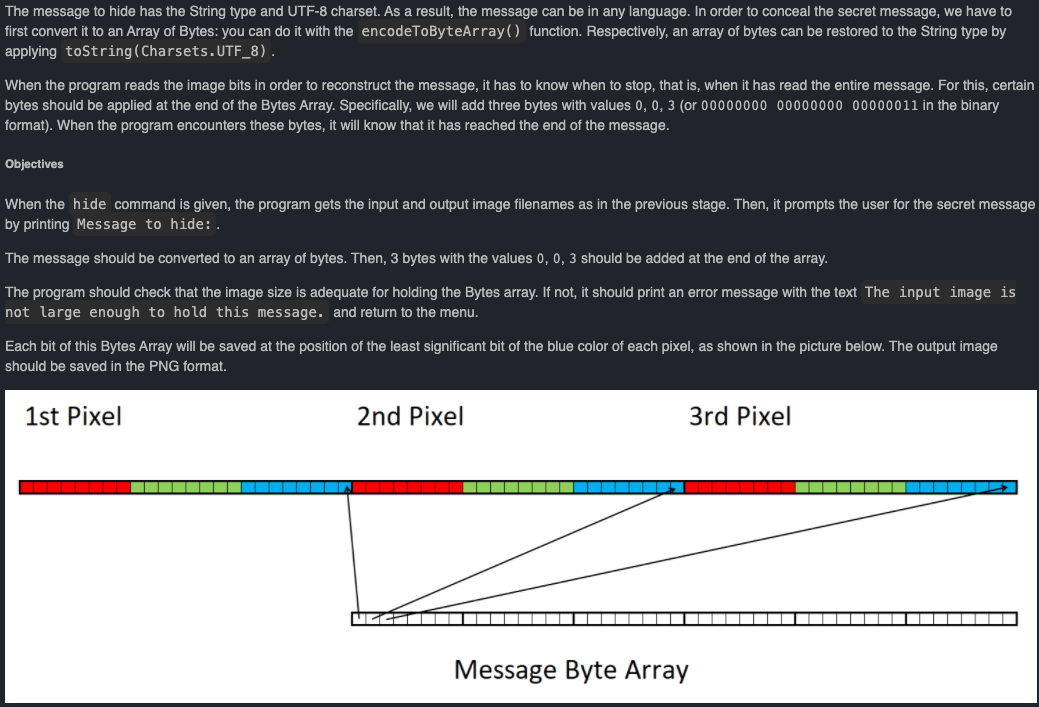 The message to hide has the String type and UTF-8 charset. As a result, the message can be in any language. In order to conceal the secret message, we have to
first convert it to an Array of Bytes: you can do it with the encodeToByteArray() function. Respectively, an array of bytes can be restored to the String type by
applying toString(Charsets.UTF_8) .
When the program reads the image bits in order to reconstruct the message, it has to know when to stop, that is, when it has read the entire message. For this, certain
bytes should be applied at the end of the Bytes Array. Specifically, we will add three bytes with values 0, 0, 3 (or 00000000 00000000 00000011 in the binary
format). When the program encounters these bytes, it will know that it has reached the end of the message.
Objectives
When the hide command is given, the program gets the input and output image filenames as in the previous stage. Then, it prompts the user for the secret message
by printing Message to hide: .
The message should be converted to an array of bytes. Then, 3 bytes with the values 0, 0, 3 should be added at the end of the array.
The program should check that the image size is adequate for holding the Bytes array. If not, it should print an error message with the text The input image is
not large enough to hold this message. and return to the menu.
Each bit of this Bytes Array will be saved at the position of the least significant bit of the blue color of each pixel, as shown in the picture below. The output image
should be saved in the PNG format.
1st Pixel 2nd Pixel 3rd Pixel
Message Byte Array